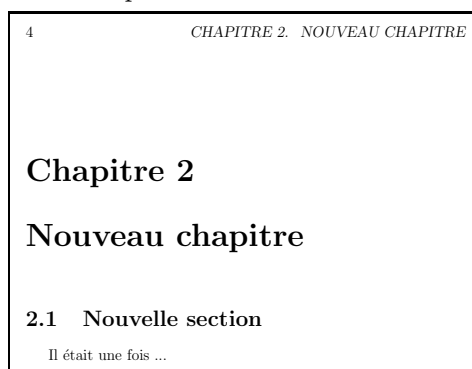 4 CHAPITRE 2. NOUVEAU CHAPITRE
Chapitre 2
Nouveau chapitre
2.1 Nouvelle section
Il était une fois ...